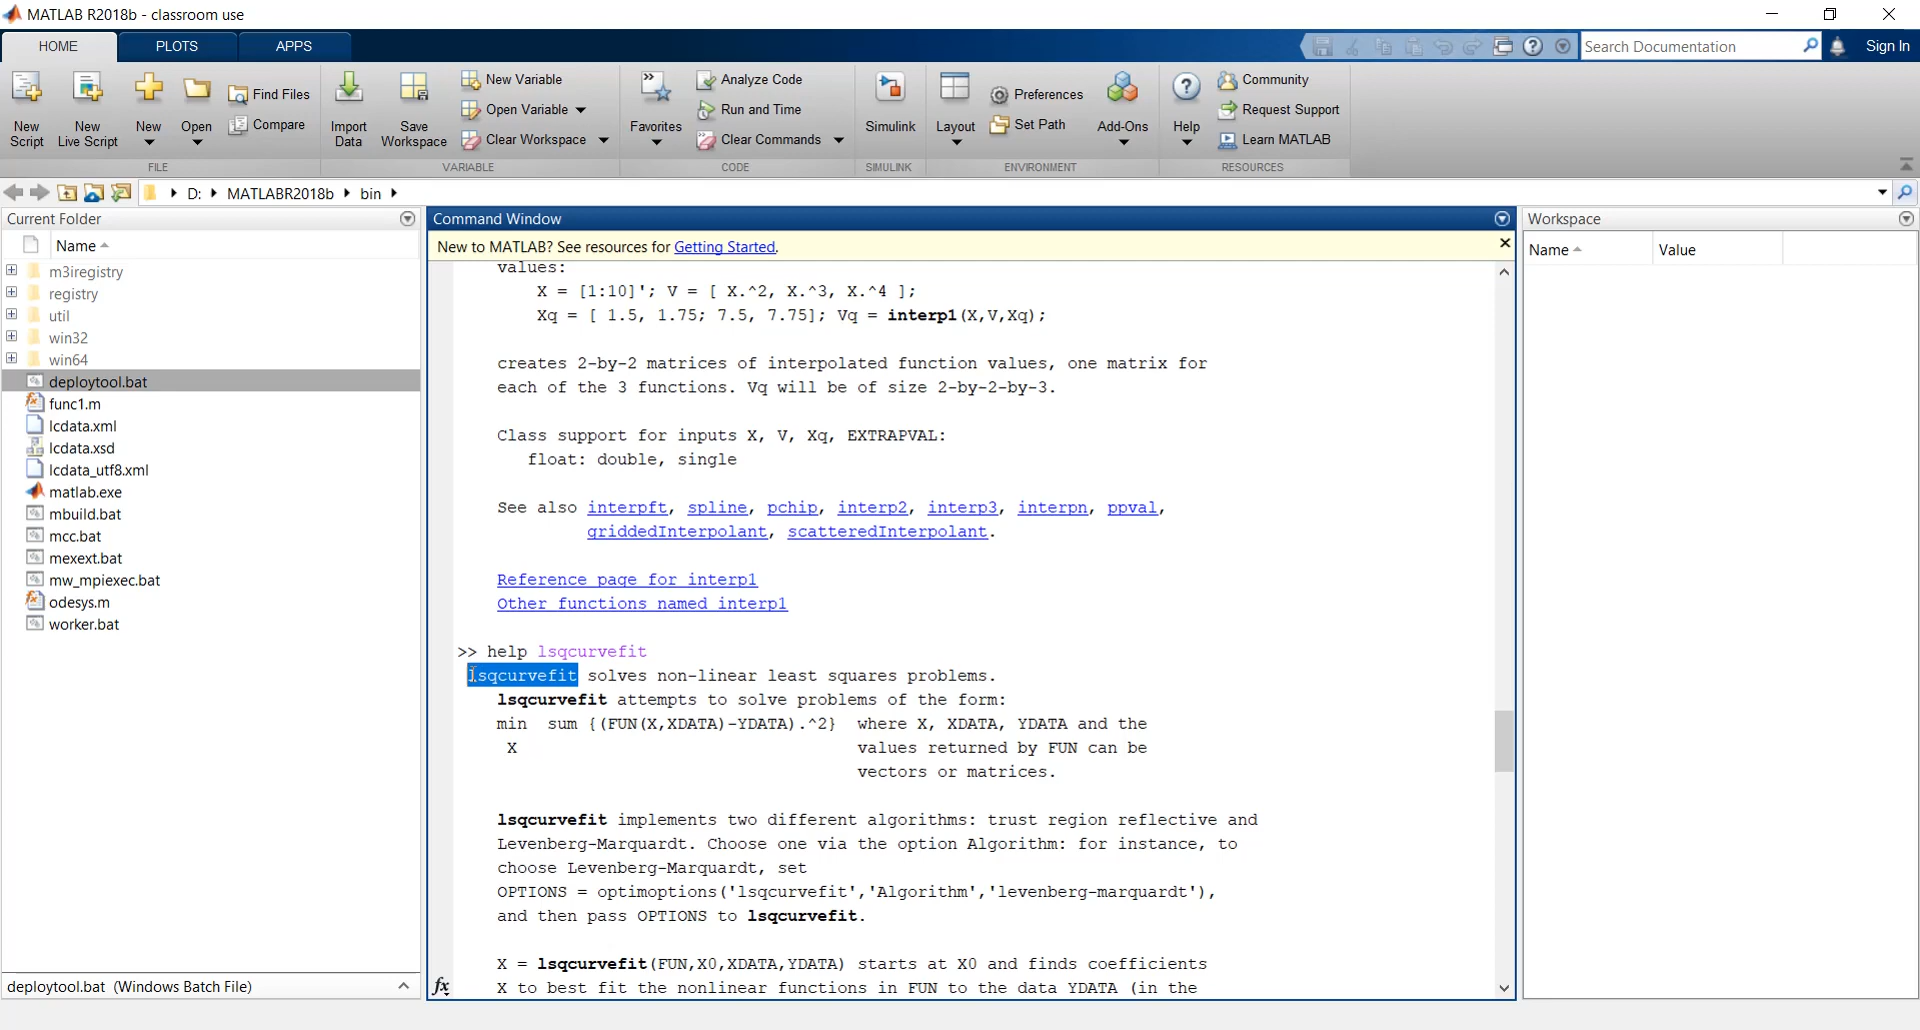 MATLAB R2018b - classroom use
HOME PLOTS APPS
Search Documentation
Sign In
New Script
New Live Script
New
Open
Find Files
Compare
FILE
Import Data
Save Workspace
New Variable
Open Variable
Clear Workspace
VARIABLE
Favorites
Analyze Code
Run and Time
Clear Commands
CODE
Simulink
SIMULINK
Layout
Preferences
Set Path
Add-Ons
ENVIRONMENT
Help
Community
Request Support
Learn MATLAB
RESOURCES
D: MATLABR2018b bin
Current Folder
Name
m3iregistry
registry
util
win32
win64
deploytool.bat
func1.m
lcdata.xml
lcdata.xsd
lcdata_utf8.xml
matlab.exe
mbuild.bat
mcc.bat
mexext.bat
mw_mpiexec.bat
odesys.m
worker.bat
deploytool.bat (Windows Batch File)
Command Window
New to MATLAB? See resources for Getting Started.
values:
X = [1:10]'; V = [ X.^2, X.^3, X.^4 ];
Xq = [ 1.5, 1.75; 7.5, 7.75]; Vq = interp1(X,V,Xq);
creates 2-by-2 matrices of interpolated function values, one matrix for
each of the 3 functions. Vq will be of size 2-by-2-by-3.
Class support for inputs X, V, Xq, EXTRAPVAL:
float: double, single
See also interpft, spline, pchip, interp2, interp3, interpn, ppval,
griddedInterpolant, scatteredInterpolant.
Reference page for interp1
Other functions named interp1
>> help lsqcurvefit
lsqcurvefit solves non-linear least squares problems.
lsqcurvefit attempts to solve problems of the form:
min sum {(FUN(X,XDATA)-YDATA).^2} where X, XDATA, YDATA and the
X values returned by FUN can be
vectors or matrices.
lsqcurvefit implements two different algorithms: trust region reflective and
Levenberg-Marquardt. Choose one via the option Algorithm: for instance, to
choose Levenberg-Marquardt, set
OPTIONS = optimoptions('lsqcurvefit','Algorithm','levenberg-marquardt'),
and then pass OPTIONS to lsqcurvefit.
X = lsqcurvefit(FUN,X0,XDATA,YDATA) starts at X0 and finds coefficients
fx X to best fit the nonlinear functions in FUN to the data YDATA (in the
Workspace
Name Value